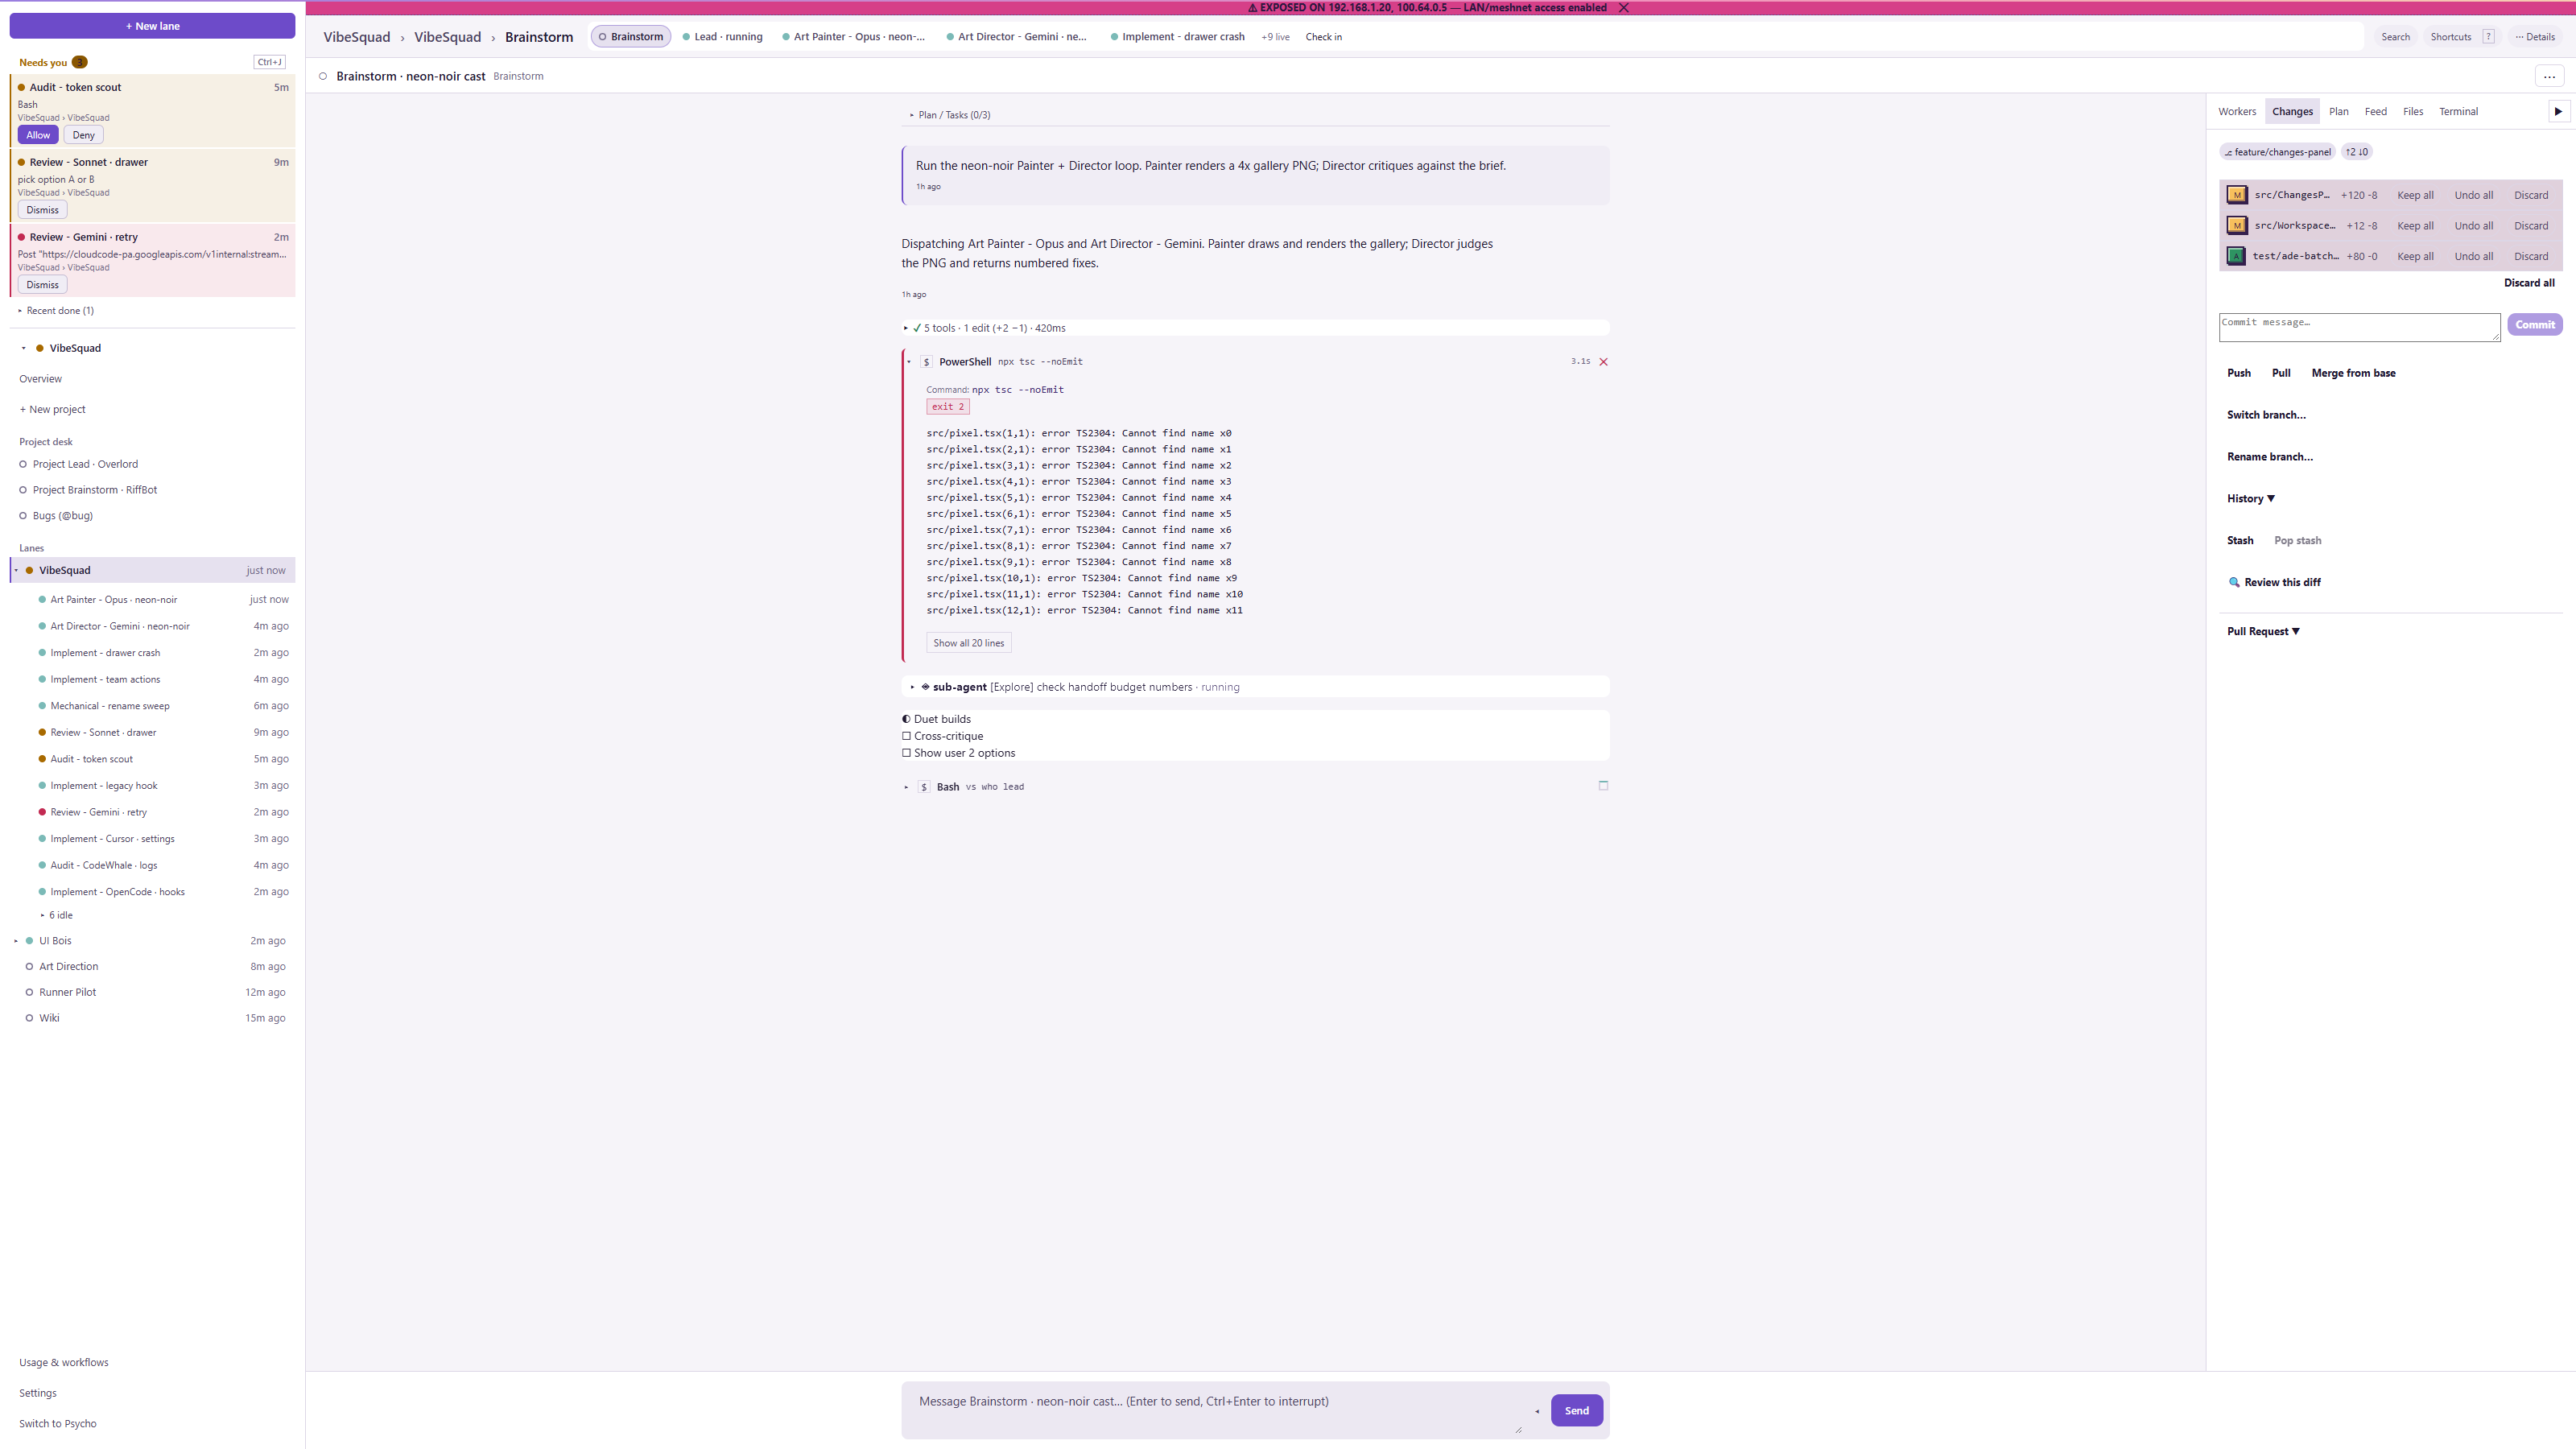 + New lane
Needs you 3 Ctrl+J
Audit - token scout 5m
Bash
VibeSquad › VibeSquad
Allow Deny
Review - Sonnet · drawer 9m
pick option A or B
VibeSquad › VibeSquad
Dismiss
Review - Gemini · retry 2m
Post "https://cloudcode-pa.googleapis.com/v1internal:stream...
VibeSquad › VibeSquad
Dismiss
Recent done (1)
VibeSquad
Overview
+ New project
Project desk
Project Lead · Overlord
Project Brainstorm · RiffBot
Bugs (@bug)
Lanes
VibeSquad just now
Art Painter - Opus · neon-noir just now
Art Director - Gemini · neon-noir 4m ago
Implement - drawer crash 2m ago
Implement - team actions 4m ago
Mechanical - rename sweep 6m ago
Review - Sonnet · drawer 9m ago
Audit - token scout 5m ago
Implement - legacy hook 3m ago
Review - Gemini · retry 2m ago
Implement - Cursor · settings 3m ago
Audit - CodeWhale · logs 4m ago
Implement - OpenCode · hooks 2m ago
6 idle
UI Bois 2m ago
Art Direction 8m ago
Runner Pilot 12m ago
Wiki 15m ago
Usage & workflows
Settings
Switch to Psycho
⚠ EXPOSED ON 192.168.1.20, 100.64.0.5 — LAN/meshnet access enabled
VibeSquad › VibeSquad › Brainstorm Brainstorm Lead · running Art Painter - Opus · neon-... Art Director - Gemini · ne... Implement - drawer crash +9 live Check in Search Shortcuts ? ··· Details
Brainstorm · neon-noir cast Brainstorm ...
Plan / Tasks (0/3)
Run the neon-noir Painter + Director loop. Painter renders a 4x gallery PNG; Director critiques against the brief.
1h ago
Dispatching Art Painter - Opus and Art Director - Gemini. Painter draws and renders the gallery; Director judges
the PNG and returns numbered fixes.
1h ago
✓ 5 tools · 1 edit (+2 −1) · 420ms
$ PowerShell npx tsc --noEmit 3.1s
Command: npx tsc --noEmit
exit 2
src/pixel.tsx(1,1): error TS2304: Cannot find name x0
src/pixel.tsx(2,1): error TS2304: Cannot find name x1
src/pixel.tsx(3,1): error TS2304: Cannot find name x2
src/pixel.tsx(4,1): error TS2304: Cannot find name x3
src/pixel.tsx(5,1): error TS2304: Cannot find name x4
src/pixel.tsx(6,1): error TS2304: Cannot find name x5
src/pixel.tsx(7,1): error TS2304: Cannot find name x6
src/pixel.tsx(8,1): error TS2304: Cannot find name x7
src/pixel.tsx(9,1): error TS2304: Cannot find name x8
src/pixel.tsx(10,1): error TS2304: Cannot find name x9
src/pixel.tsx(11,1): error TS2304: Cannot find name x10
src/pixel.tsx(12,1): error TS2304: Cannot find name x11
Show all 20 lines
sub-agent [Explore] check handoff budget numbers · running
◐ Duet builds
☐ Cross-critique
☐ Show user 2 options
$ Bash vs who lead
Message Brainstorm · neon-noir cast... (Enter to send, Ctrl+Enter to interrupt)
Send
Workers Changes Plan Feed Files Terminal
feature/changes-panel ↑2 ↓0
M src/ChangesP… +120 -8 Keep all Undo all Discard
M src/Workspace… +12 -8 Keep all Undo all Discard
A test/ade-batch… +80 -0 Keep all Undo all Discard
Discard all
Commit message… Commit
Push Pull Merge from base
Switch branch...
Rename branch...
History ▼
Stash Pop stash
🔍 Review this diff
Pull Request ▼